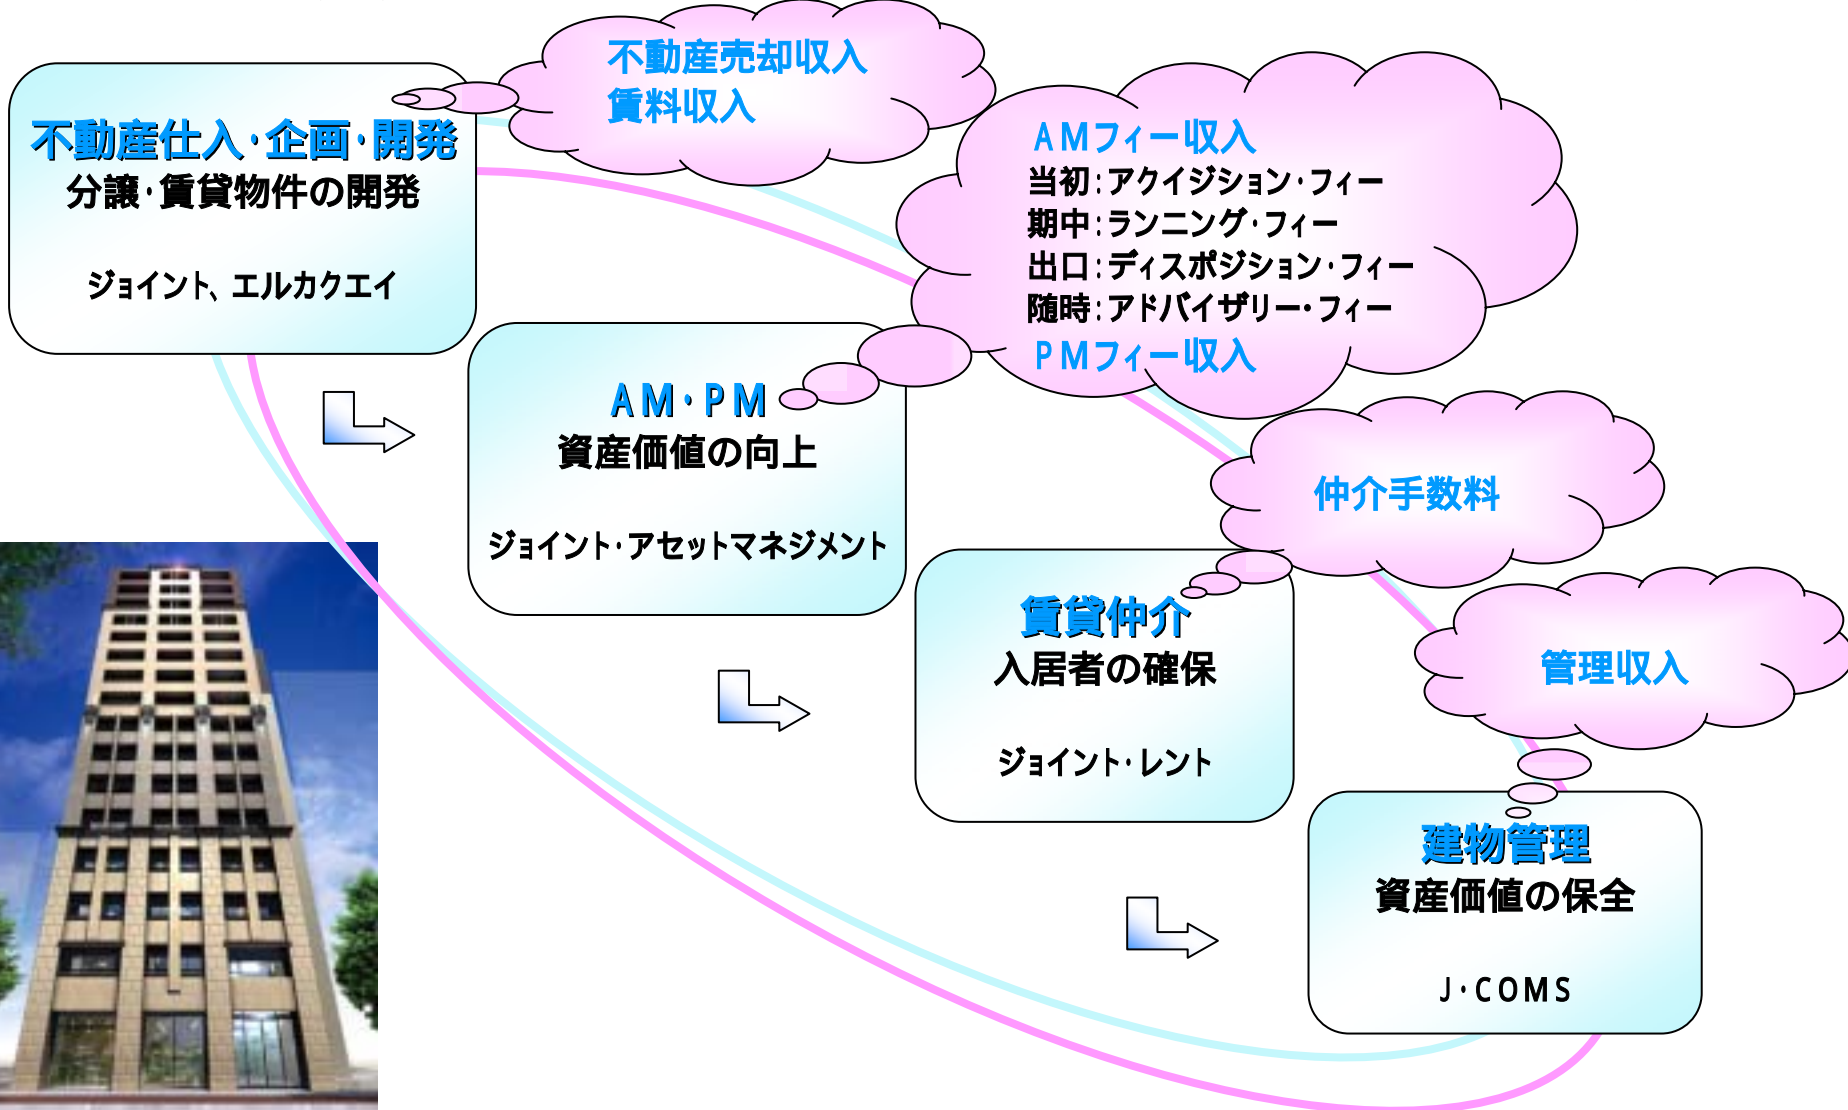 不動産売却収入
賃料収入
不動産仕入・企画・開発
分譲・賃貸物件の開発
ジョイント、エルカクエイ
AMフィー収入
当初：アクイジション・フィー
期中：ランニング・フィー
出口：ディスポジション・フィー
随時：アドバイザリー・フィー
PMフィー収入
AM・PM
資産価値の向上
ジョイント・アセットマネジメント
仲介手数料
賃貸仲介
入居者の確保
ジョイント・レント
管理収入
建物管理
資産価値の保全
J・COMS